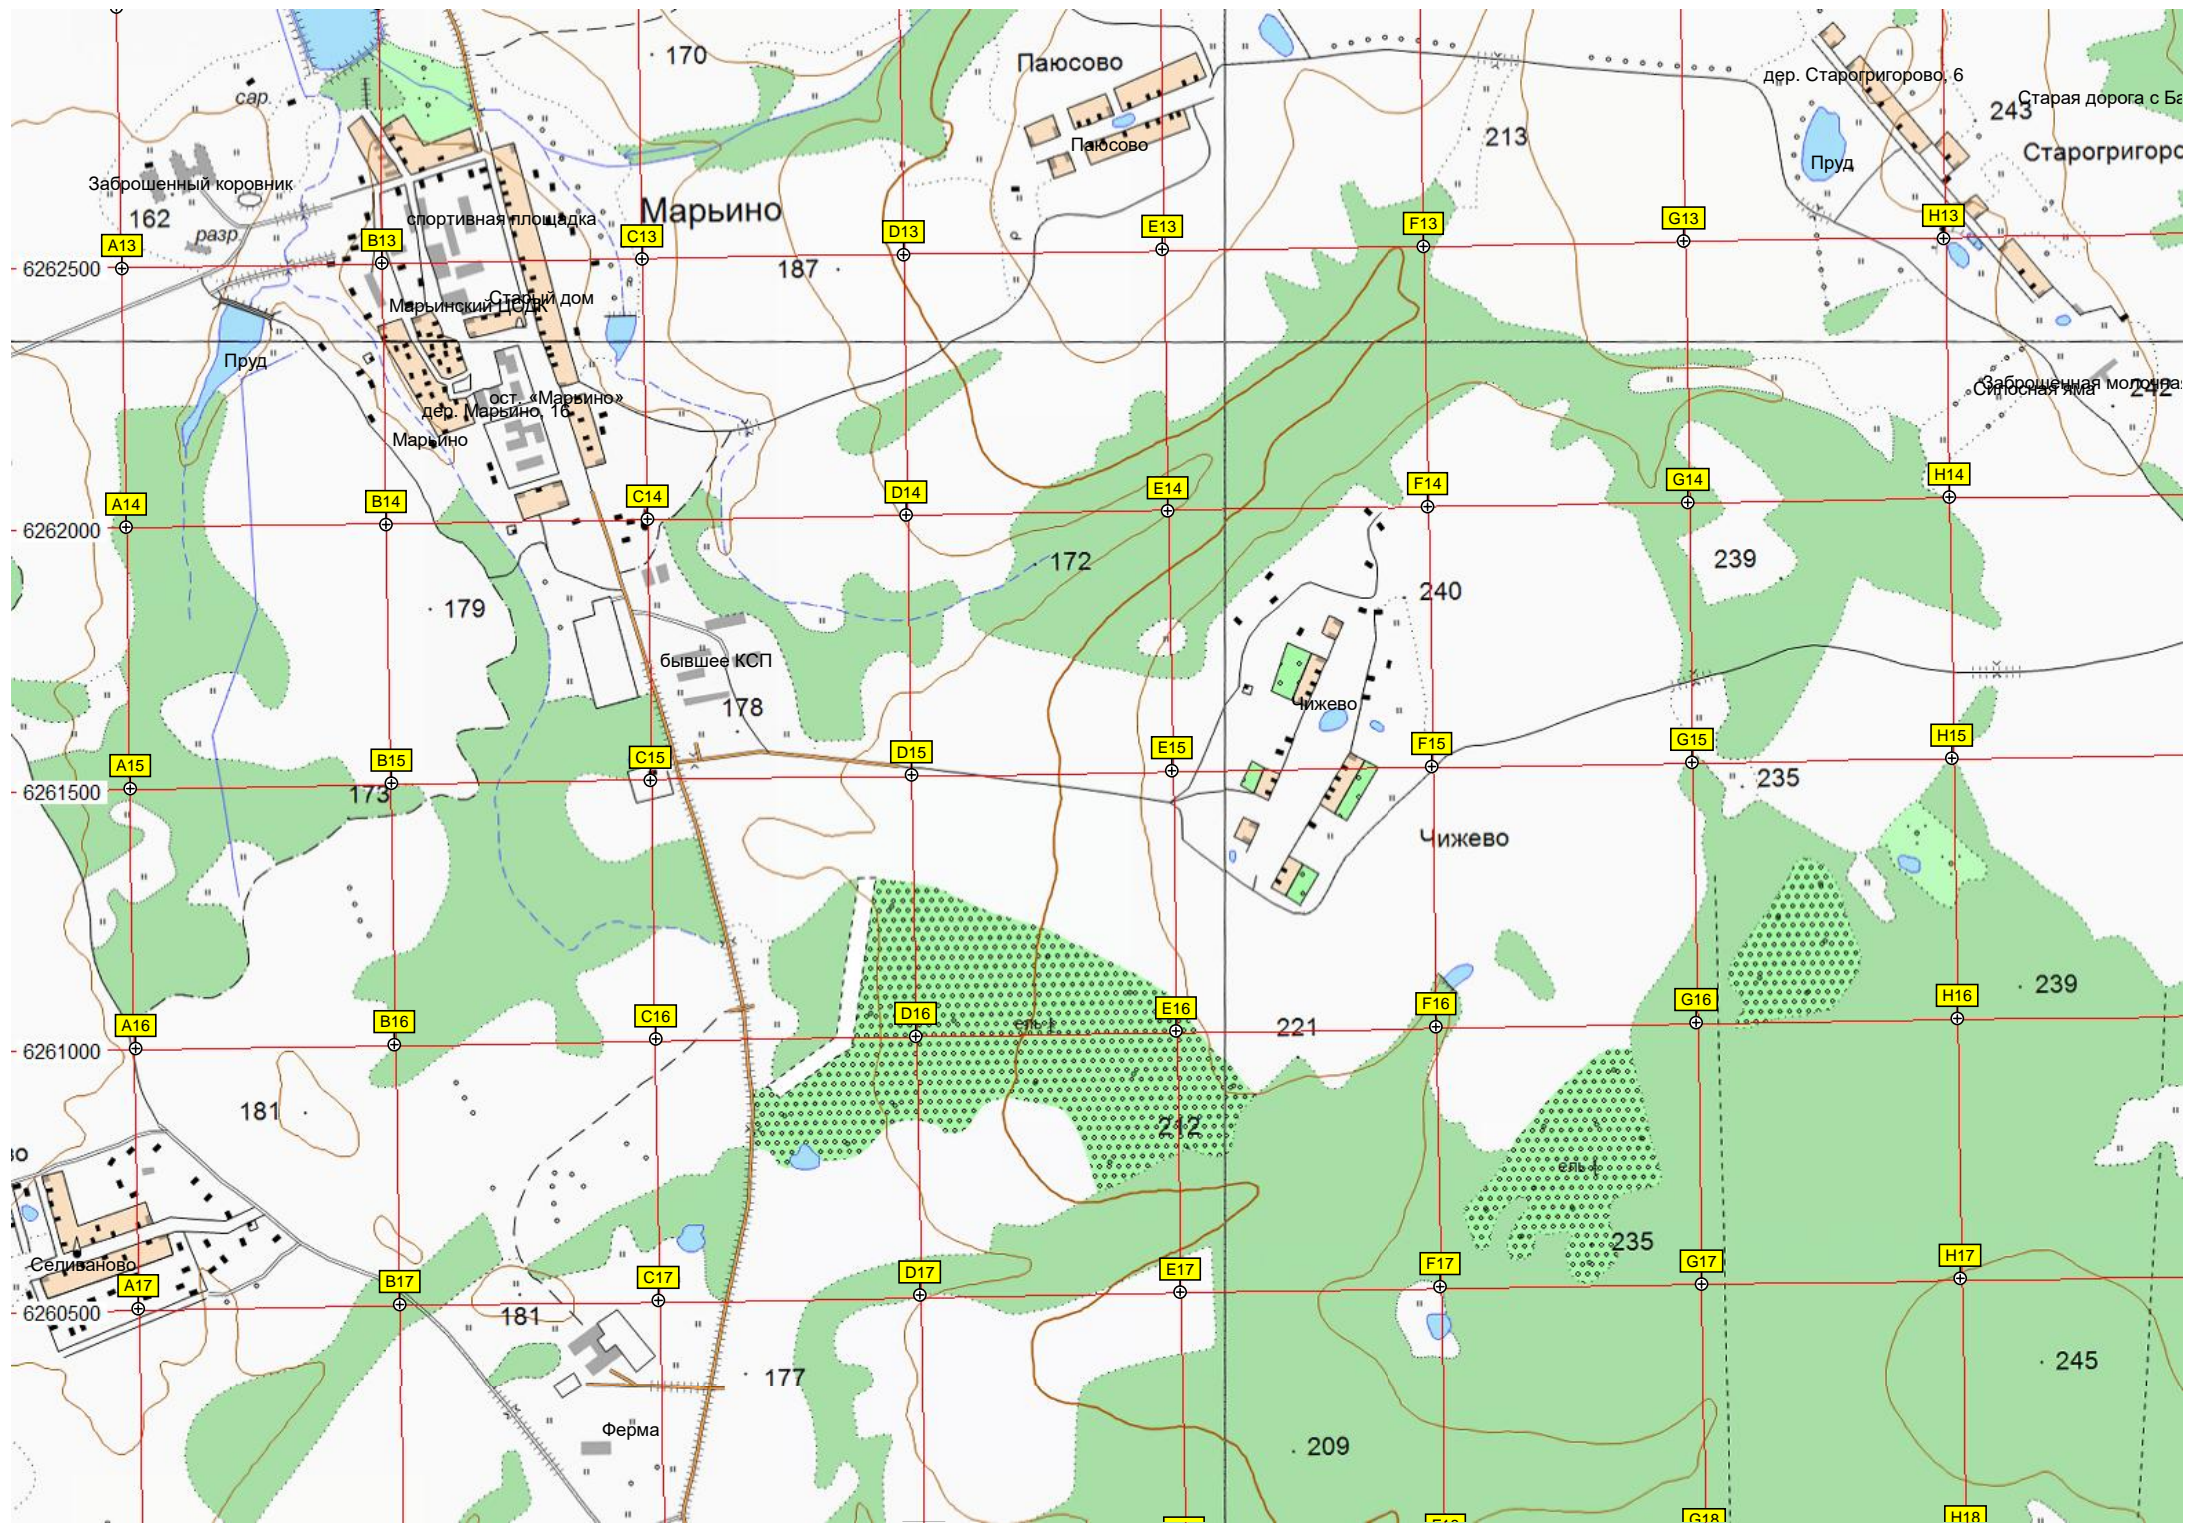 170
Паюсово
дер. Старогригорово, 6
сар.
Старая дорога с Ба
243
213
Паюсово
Старогригоро
Пруд
Заброшенный коровник
162
спортивная площадка
Марьино
разр.
A13
B13
C13
D13
E13
F13
G13
H13
6262500
187
Старый дом
Марьинский ЦОДК
Пруд
ост. «Марьино»
дер. Марьино, 16
Заброшенная молочная
Силосная яма
242
Марьино
A14
B14
C14
D14
E14
F14
G14
H14
6262000
172
239
240
179
бывшее КСП
178
Чижево
A15
B15
C15
D15
E15
F15
G15
H15
6261500
173
235
Чижево
239
A16
B16
C16
D16
E16
F16
G16
H16
ель
221
6261000
181
212
во
ель
235
Селиваново
A17
B17
C17
D17
E17
F17
G17
H17
6260500
181
177
245
Ферма
209
G18
H18